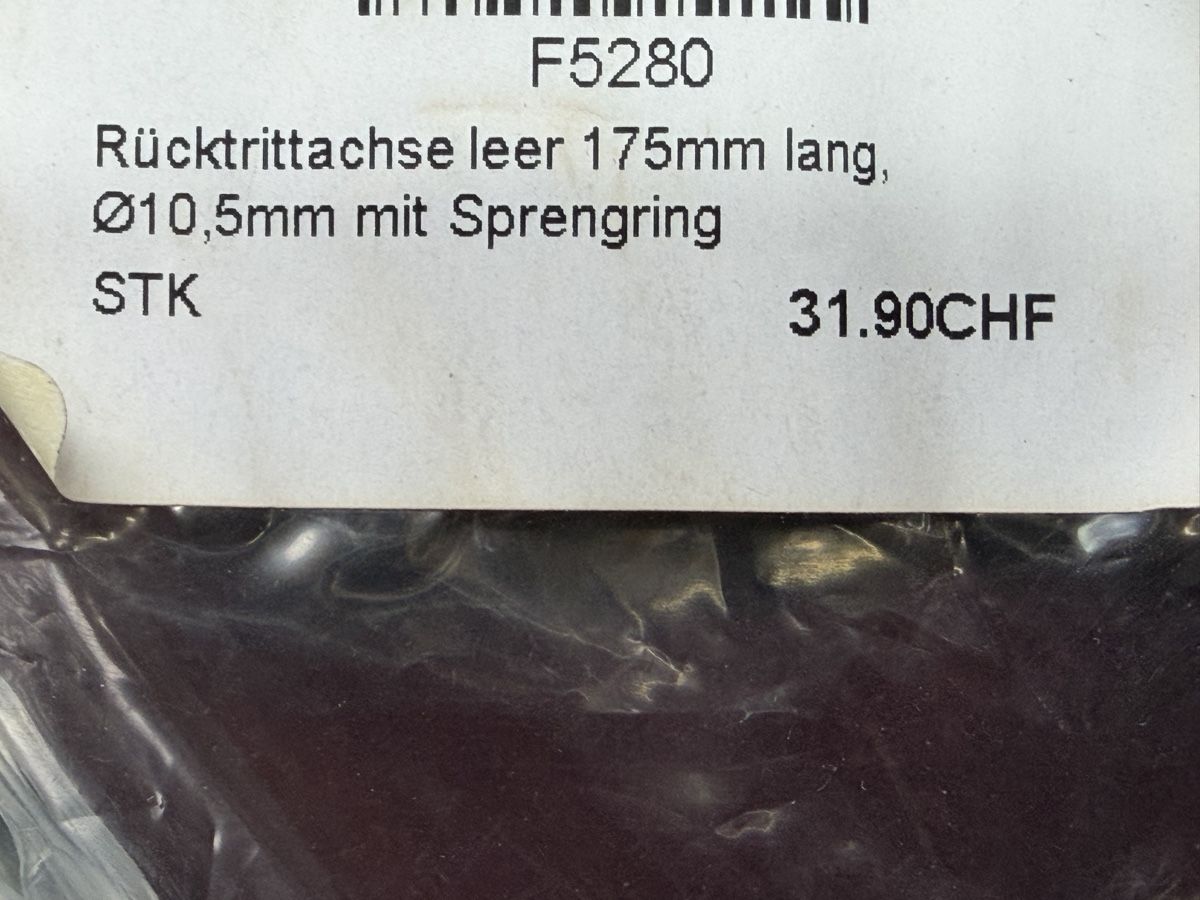 F5280
Rücktrittachse leer 175mm lang,
Ø10,5mm mit Sprengring
STK
31.90CHF